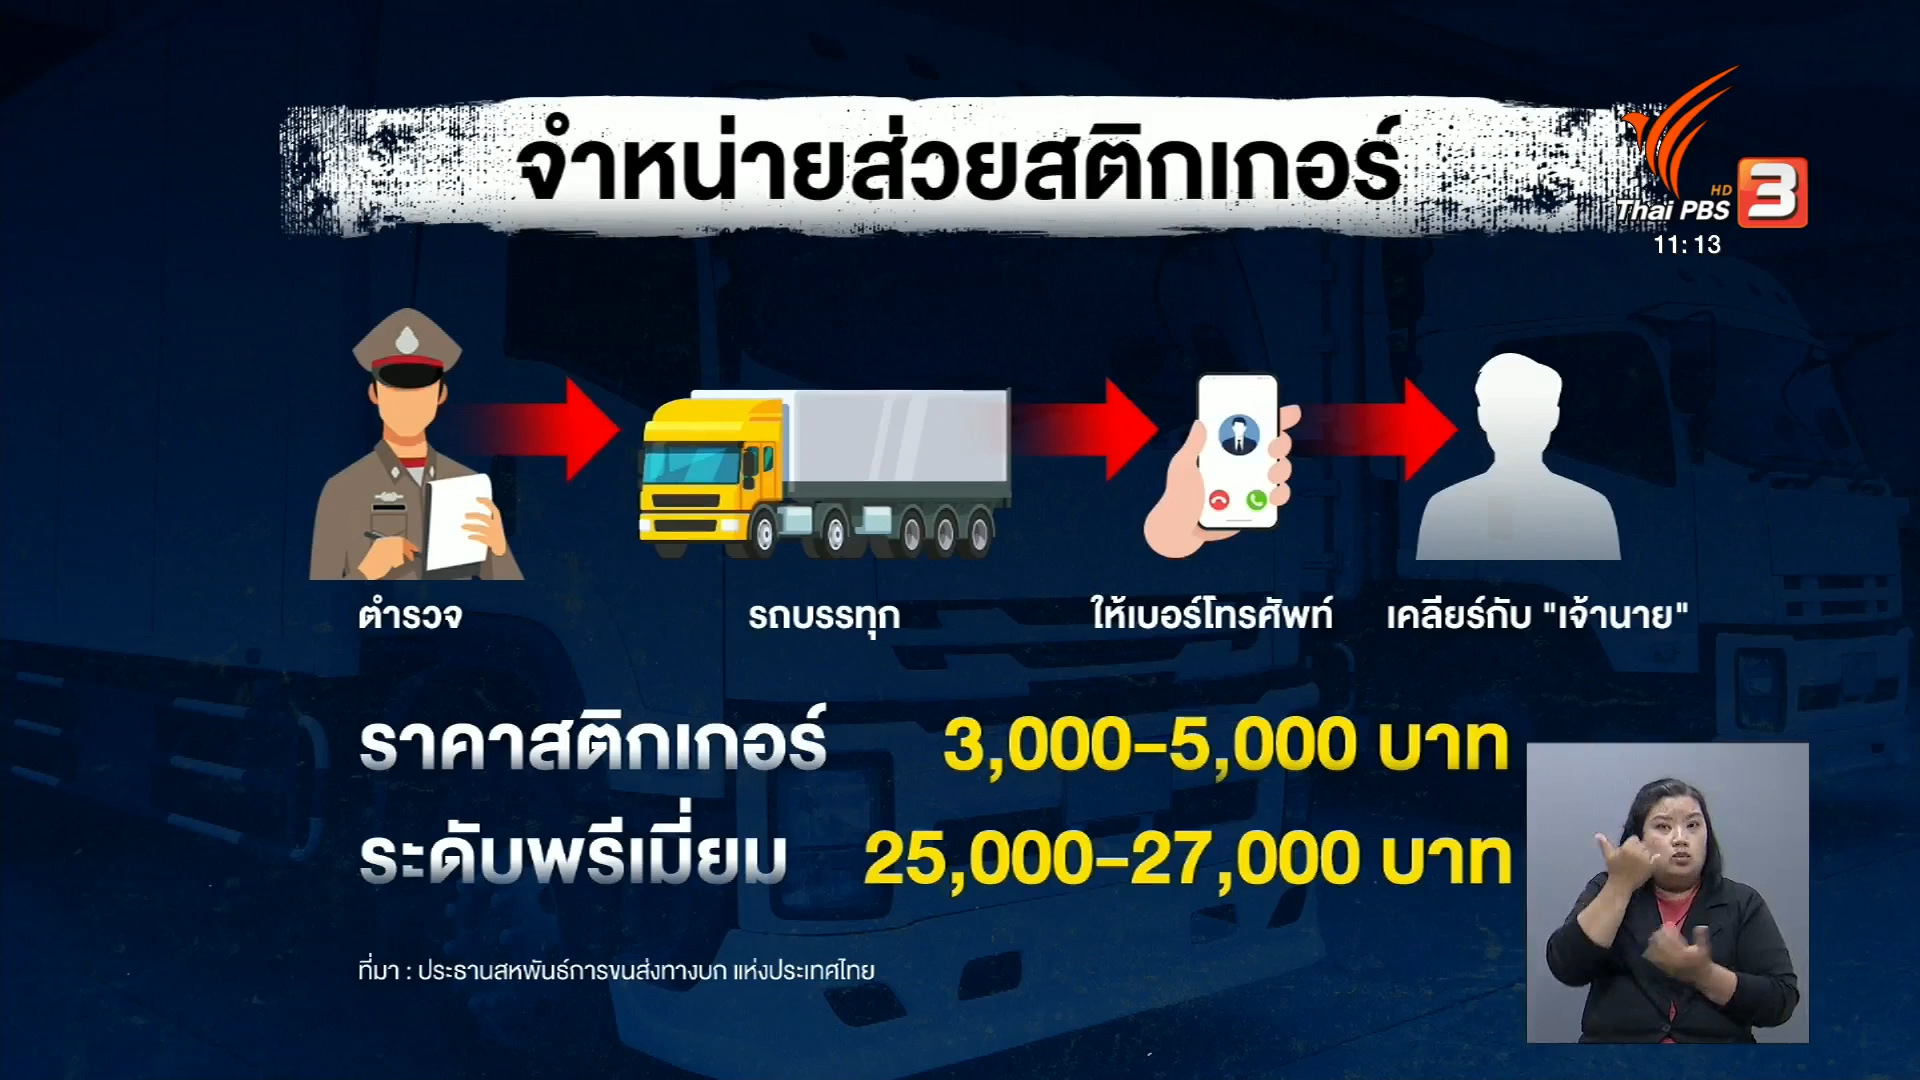 จำหน่ายส่วยสติกเกอร์
HD
Thai PBS 3
11:13
ตำรวจ
รถบรรทุก
ให้เบอร์โทรศัพท์
เคลียร์กับ "เจ้านาย"
ราคาสติกเกอร์ 3,000-5,000 บาท
ระดับพรีเมี่ยม 25,000-27,000 บาท
ที่มา : ประธานสหพันธ์การขนส่งทางบก แห่งประเทศไทย